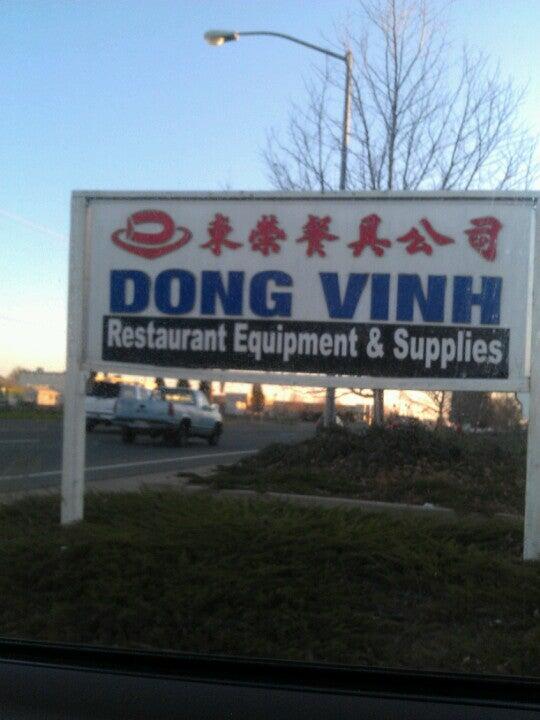 東榮餐具公司
DONG VINH
Restaurant Equipment & Supplies